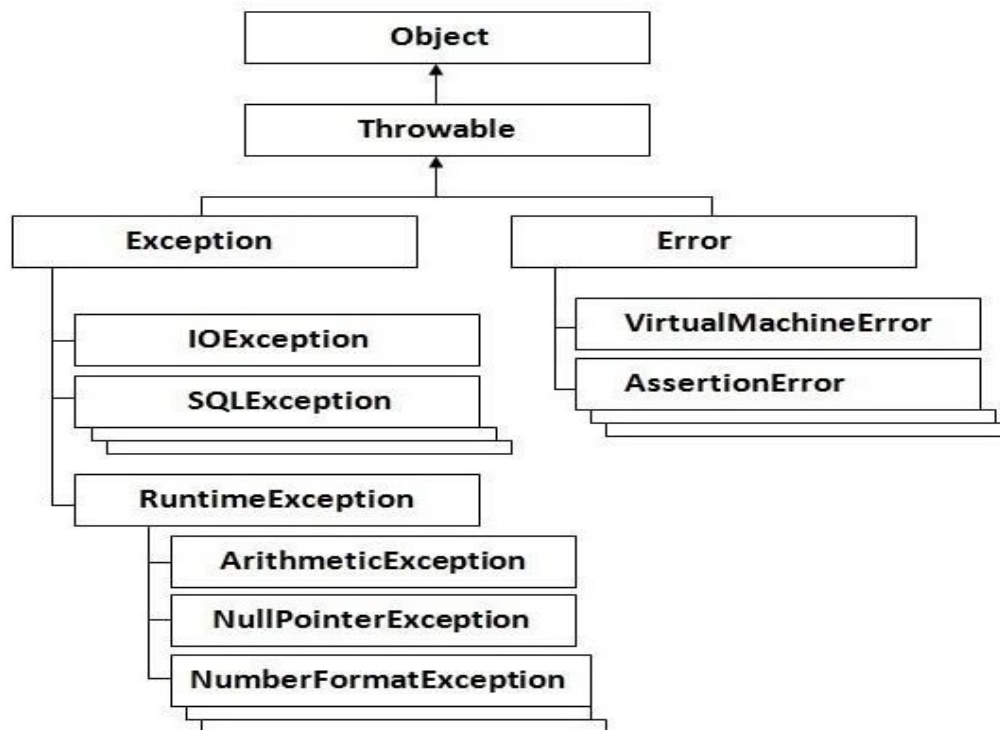 Object
Throwable
Exception
Error
IOException
SQLException
RuntimeException
ArithmeticException
NullPointerException
NumberFormatException
VirtualMachineError
AssertionError